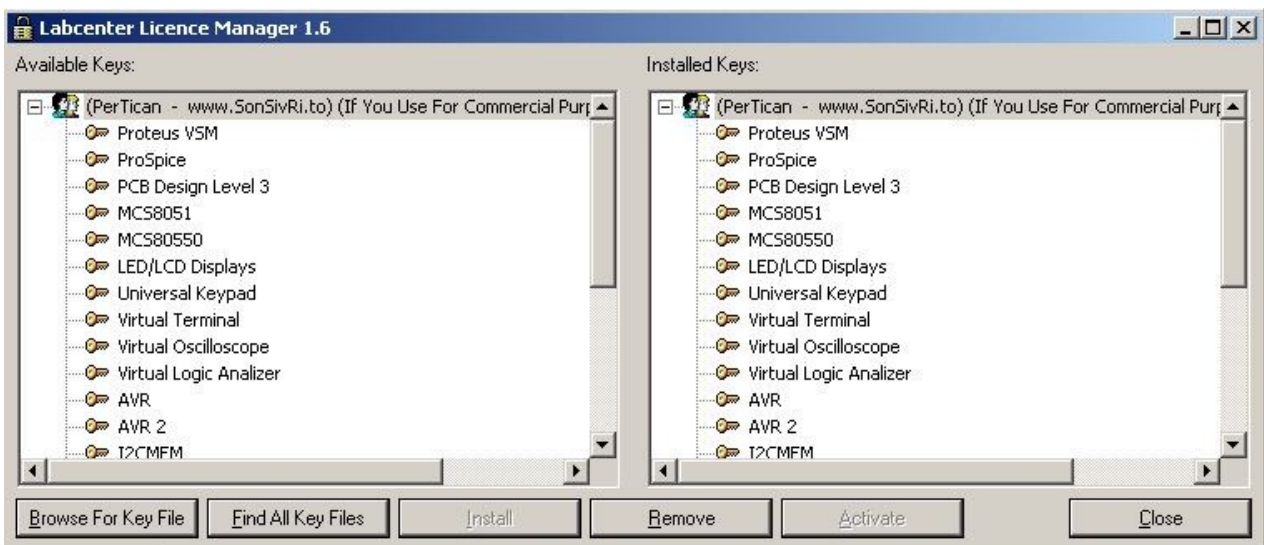 Labcenter Licence Manager 1.6
Available Keys:
(PerTican - www.SonSivRi.to) (If You Use For Commercial Purp
Proteus VSM
ProSpice
PCB Design Level 3
MCS8051
MCS80550
LED/LCD Displays
Universal Keypad
Virtual Terminal
Virtual Oscilloscope
Virtual Logic Analizer
AVR
AVR 2
I2CMEM
Installed Keys:
(PerTican - www.SonSivRi.to) (If You Use For Commercial Purp
Proteus VSM
ProSpice
PCB Design Level 3
MCS8051
MCS80550
LED/LCD Displays
Universal Keypad
Virtual Terminal
Virtual Oscilloscope
Virtual Logic Analizer
AVR
AVR 2
I2CMEM
Browse For Key File
Find All Key Files
Install
Remove
Activate
Close